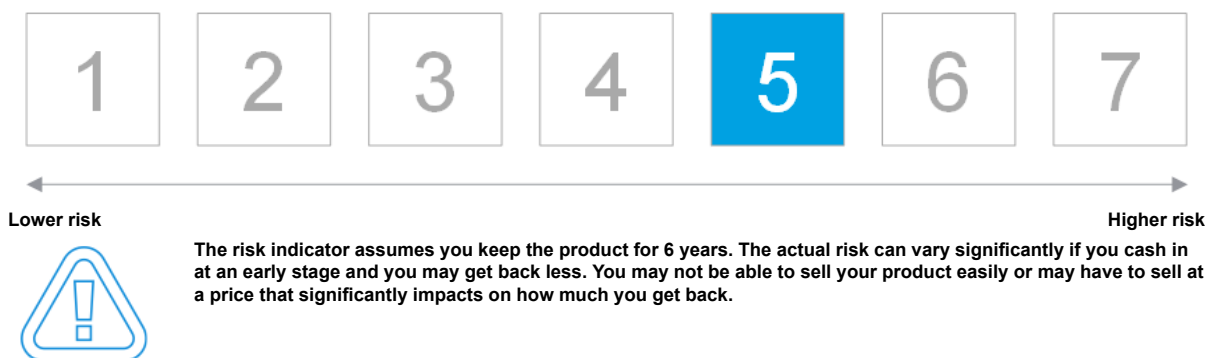 1 2 3 4 5 6 7
Lower risk Higher risk
The risk indicator assumes you keep the product for 6 years. The actual risk can vary significantly if you cash in
at an early stage and you may get back less. You may not be able to sell your product easily or may have to sell at
a price that significantly impacts on how much you get back.